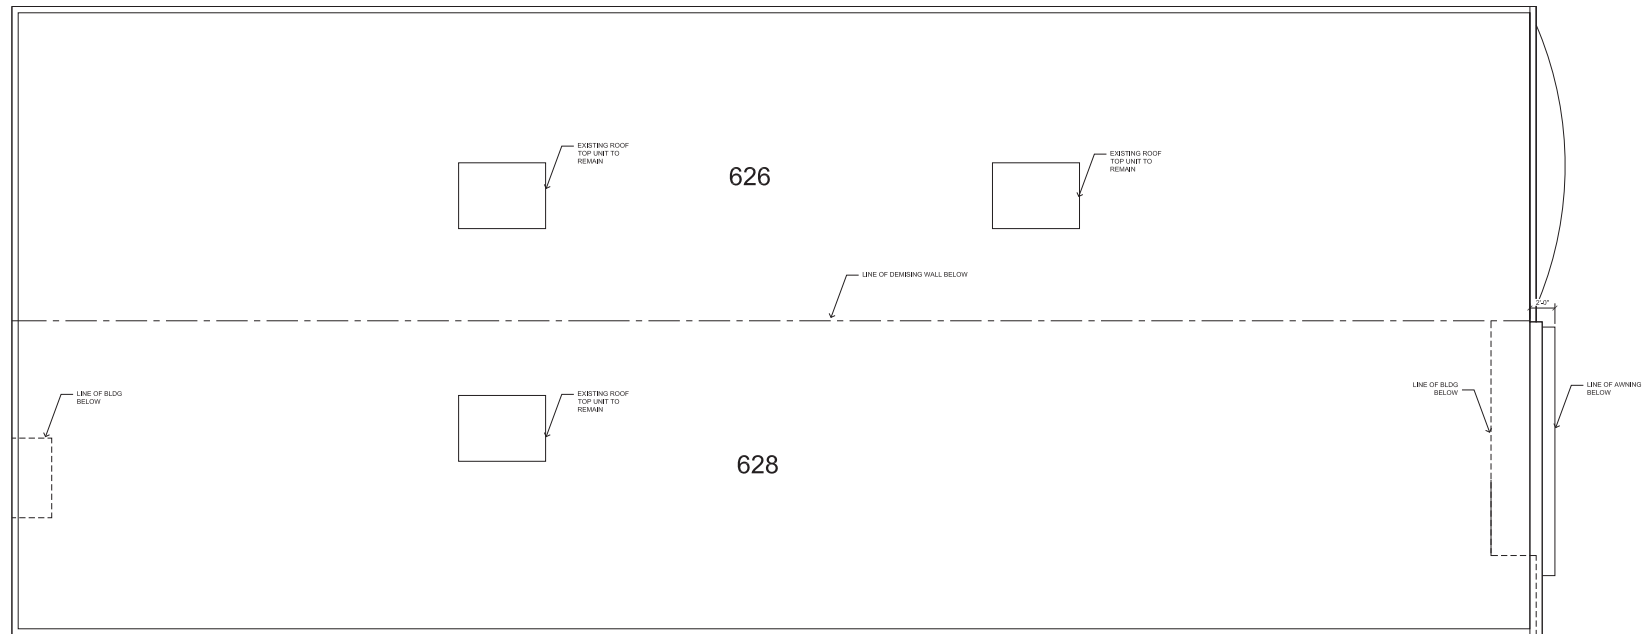 EXISTING ROOF
TOP UNIT TO
REMAIN
626
EXISTING ROOF
TOP UNIT TO
REMAIN
LINE OF DEMISING WALL BELOW
2'-0"
LINE OF BLDG
BELOW
EXISTING ROOF
TOP UNIT TO
REMAIN
628
LINE OF BLDG
BELOW
LINE OF AWNING
BELOW